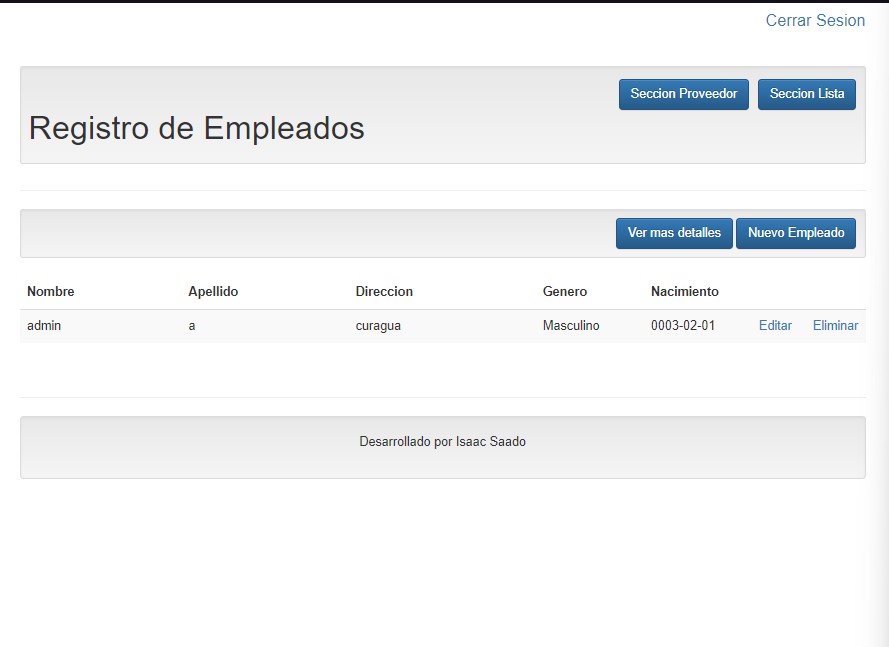 Cerrar Sesion
Seccion Proveedor Seccion Lista
Registro de Empleados
Ver mas detalles Nuevo Empleado
Nombre Apellido Direccion Genero Nacimiento
admin a curagua Masculino 0003-02-01 Editar Eliminar
Desarrollado por Isaac Saado